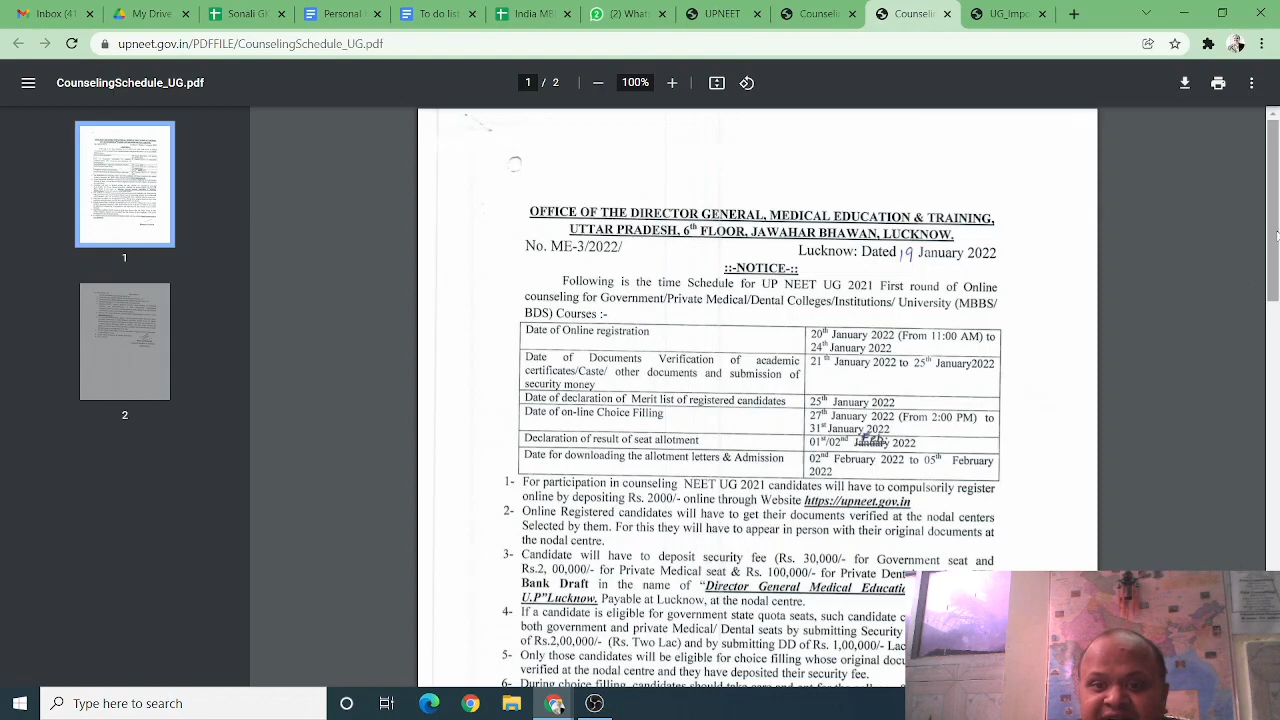 Inbox (41
My Drive
Sonali G
Personal
To do list
India ME
(2) Whats
UPNEET
Counselin
Counselin
UG_Impo
upneet.gov.in/PDFFILE/CounselingSchedule_UG.pdf
CounselingSchedule_UG.pdf
1 / 2
100%
1
2
OFFICE OF THE DIRECTOR GENERAL, MEDICAL EDUCATION & TRAINING,
UTTAR PRADESH, 6th FLOOR, JAWAHAR BHAWAN, LUCKNOW.
No. ME-3/2022/ Lucknow: Dated 19 January 2022
::-NOTICE-::
Following is the time Schedule for UP NEET UG 2021 First round of Online
counseling for Government/Private Medical/Dental Colleges/Institutions/ University (MBBS/
BDS) Courses :-
Date of Online registration 20th January 2022 (From 11:00 AM) to
24th January 2022
Date of Documents Verification of academic 21th January 2022 to 25th January2022
certificates/Caste/ other documents and submission of
security money
Date of declaration of Merit list of registered candidates 25th January 2022
Date of on-line Choice Filling 27th January 2022 (From 2:00 PM) to
31st January 2022
Declaration of result of seat allotment 01st/02nd January Feb 2022
Date for downloading the allotment letters & Admission 02nd February 2022 to 05th February
2022
1- For participation in counseling NEET UG 2021 candidates will have to compulsorily register
online by depositing Rs. 2000/- online through Website https://upneet.gov.in
2- Online Registered candidates will have to get their documents verified at the nodal centers
Selected by them. For this they will have to appear in person with their original documents at
the nodal centre.
3- Candidate will have to deposit security fee (Rs. 30,000/- for Government seat and
Rs.2, 00,000/- for Private Medical seat & Rs. 100,000/- for Private Dent
Bank Draft in the name of "Director General Medical Educatio
U.P"Lucknow. Payable at Lucknow, at the nodal centre.
4- If a candidate is eligible for government state quota seats, such candidate c
both government and private Medical/ Dental seats by submitting Security
of Rs.2,00,000/- (Rs. Two Lac) and by submitting DD of Rs. 1,00,000/- Lac
5- Only those candidates will be eligible for choice filling whose original docu
verified at the nodal centre and they have deposited their security fee.
6- During choice filling, candidates should take care
Type here to search